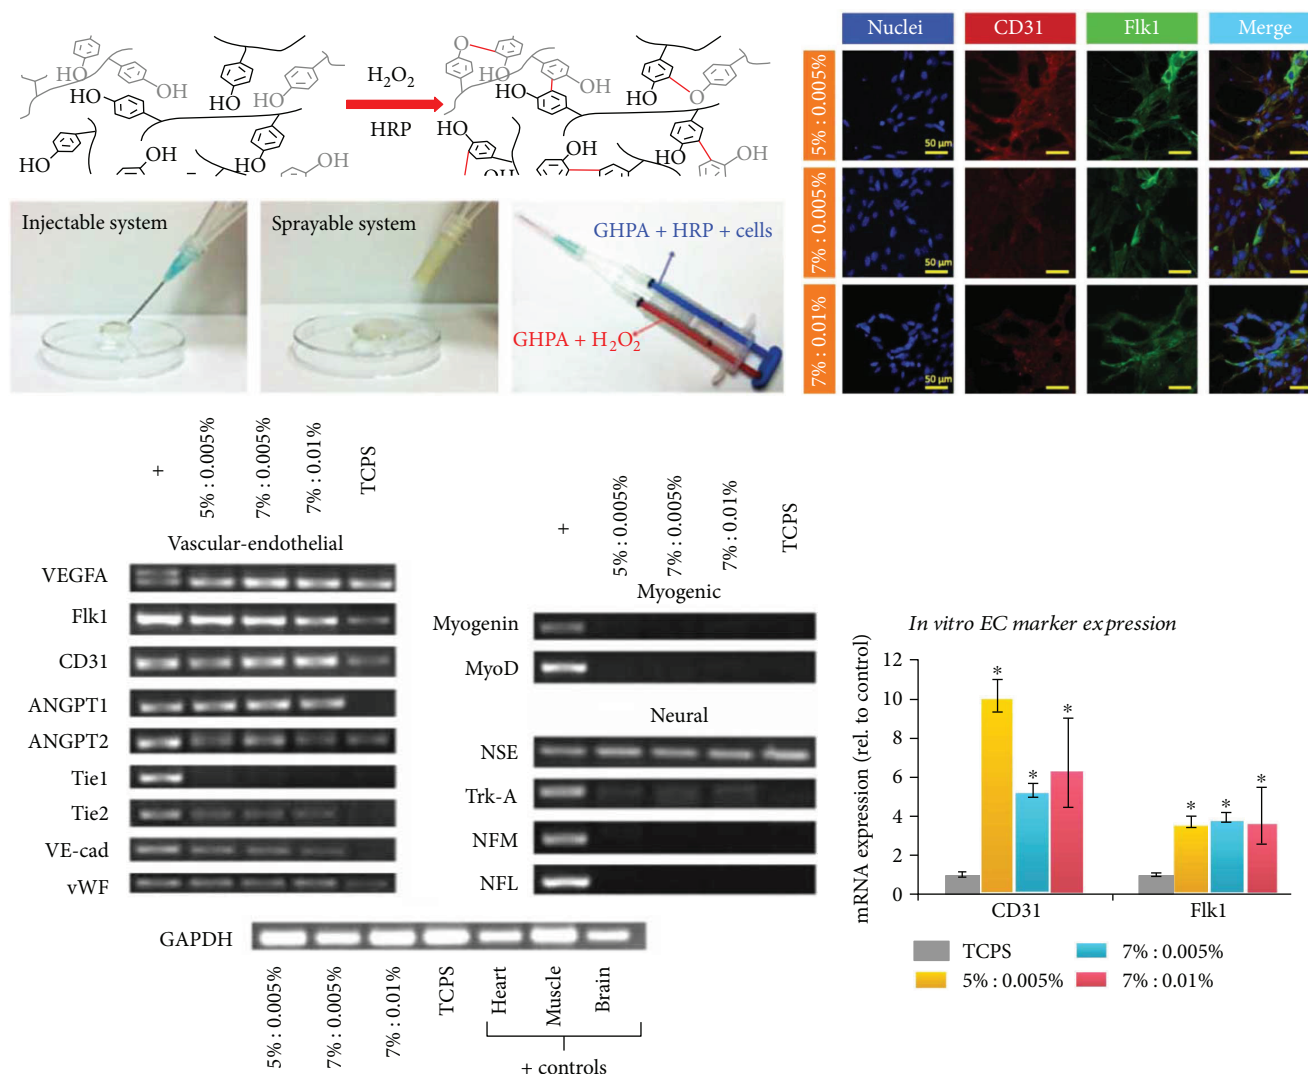 OH
HO
HO
OH
HO
HO
OH
HO
HO
HO
OH
H₂O₂
HRP
O
OH
HO
HO
O
HO
HO
OH
HO
OH
Injectable system
Sprayable system
GHPA + HRP + cells
GHPA + H₂O₂
Nuclei
CD31
Flk1
Merge
5% : 0.005%
50 μm
7% : 0.005%
50 μm
7% : 0.01%
50 μm
+
5% : 0.005%
7% : 0.005%
7% : 0.01%
TCPS
Vascular-endothelial
VEGFA
Flk1
CD31
ANGPT1
ANGPT2
Tie1
Tie2
VE-cad
vWF
+
5% : 0.005%
7% : 0.005%
7% : 0.01%
TCPS
Myogenic
Myogenin
MyoD
Neural
NSE
Trk-A
NFM
NFL
GAPDH
5% : 0.005%
7% : 0.005%
7% : 0.01%
TCPS
Heart
Muscle
Brain
+ controls
In vitro EC marker expression
mRNA expression (rel. to control)
12
10
8
6
4
2
0
*
*
*
*
*
*
CD31
Flk1
TCPS
5% : 0.005%
7% : 0.005%
7% : 0.01%